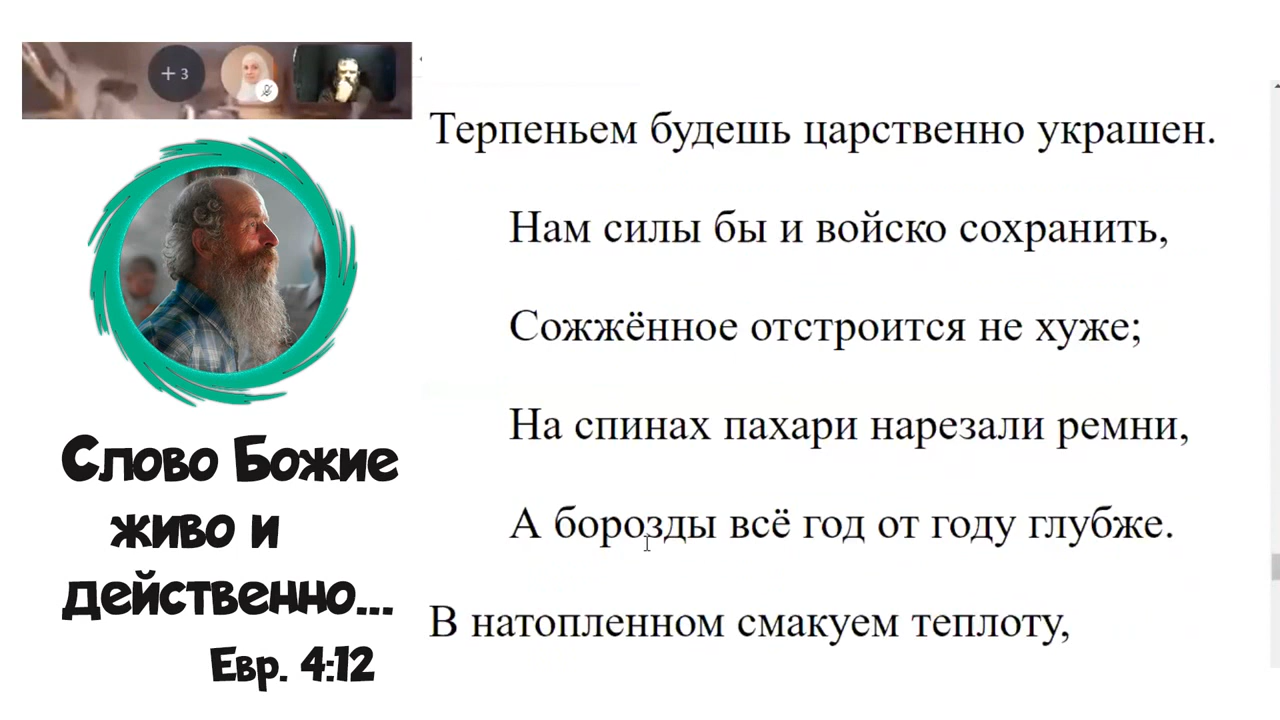 +3
Терпеньем будешь царственно украшен.
Нам силы бы и войско сохранить,
Сожжённое отстроится не хуже;
На спинах пахари нарезали ремни,
А борозды всё год от году глубже.
В натопленном смакуем теплоту,
Слово Божие
живо и
действенно...
Евр. 4:12